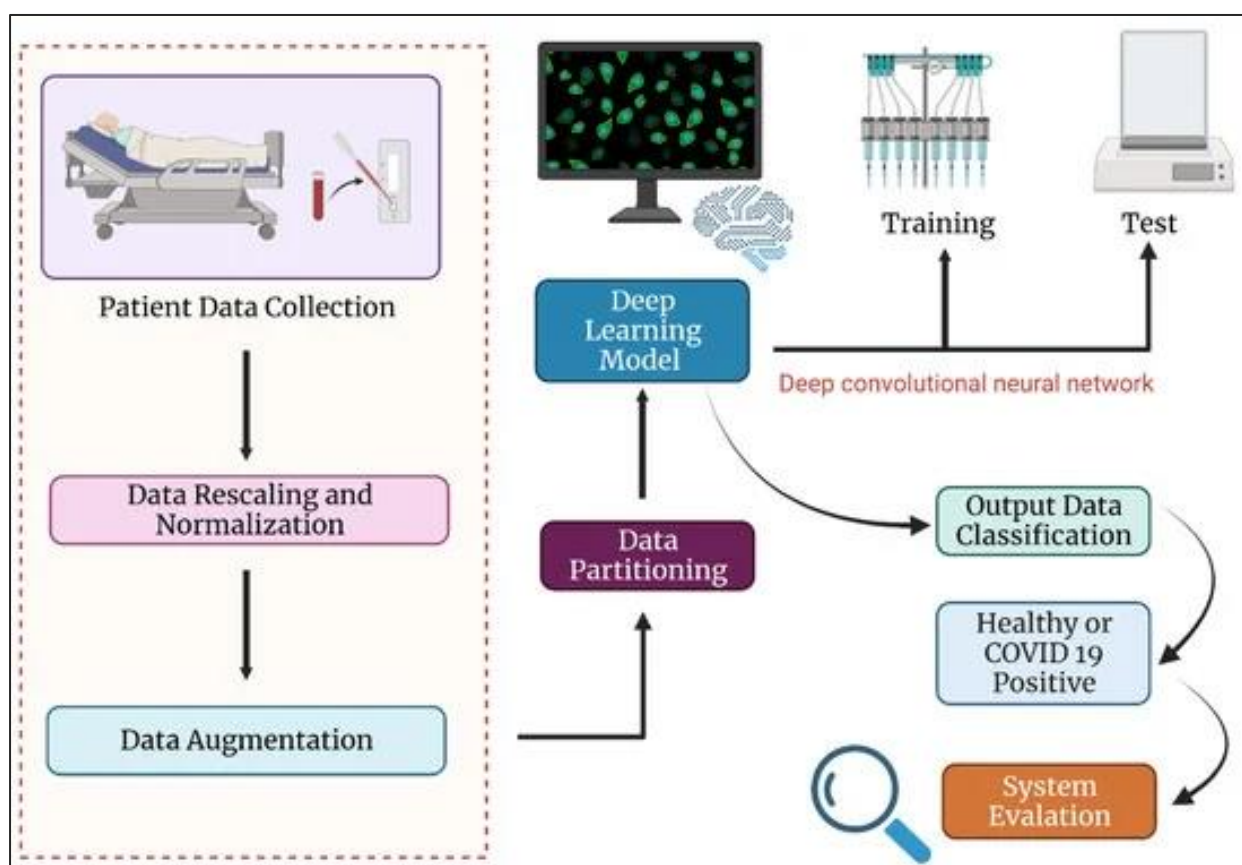 Patient Data Collection
Data Rescaling and
Normalization
Data Augmentation
Data
Partitioning
Deep
Learning
Model
Training
Test
Deep convolutional neural network
Output Data
Classification
Healthy or
COVID 19
Positive
System
Evalation